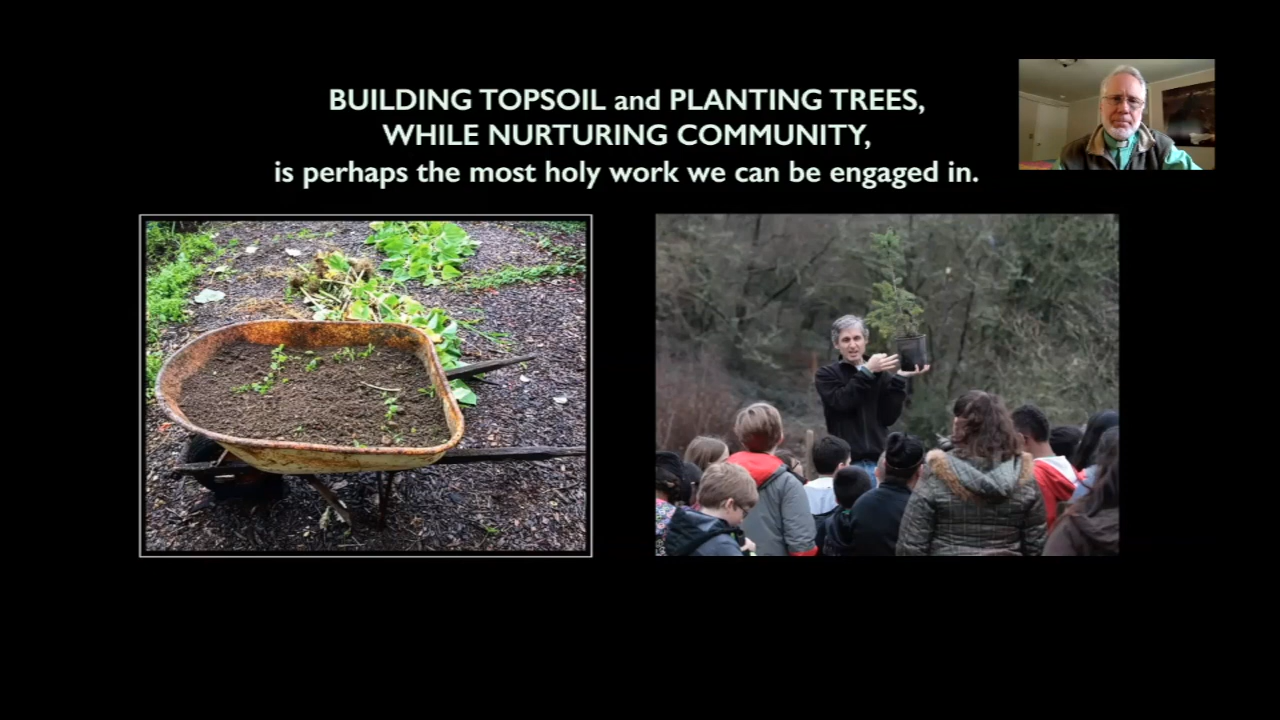 BUILDING TOPSOIL and PLANTING TREES,
WHILE NURTURING COMMUNITY,
is perhaps the most holy work we can be engaged in.